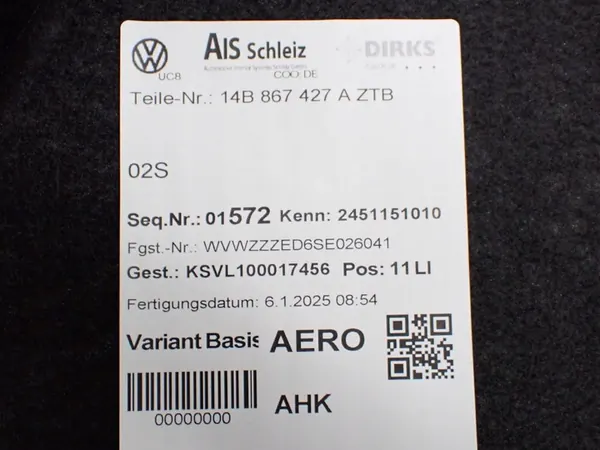 AIS Schleiz DIRKS
UCB COO: DE
Teile-Nr.: 14B 867 427 A ZTB
02S
Seq.Nr.: 01572 Kenn: 2451151010
Fgst.-Nr.: WVWZZZED6SE026041
Gest.: KSVL100017456 Pos: 11 LI
Fertigungsdatum: 6.1.2025 08:54
Variant Basis AERO
00000000 AHK